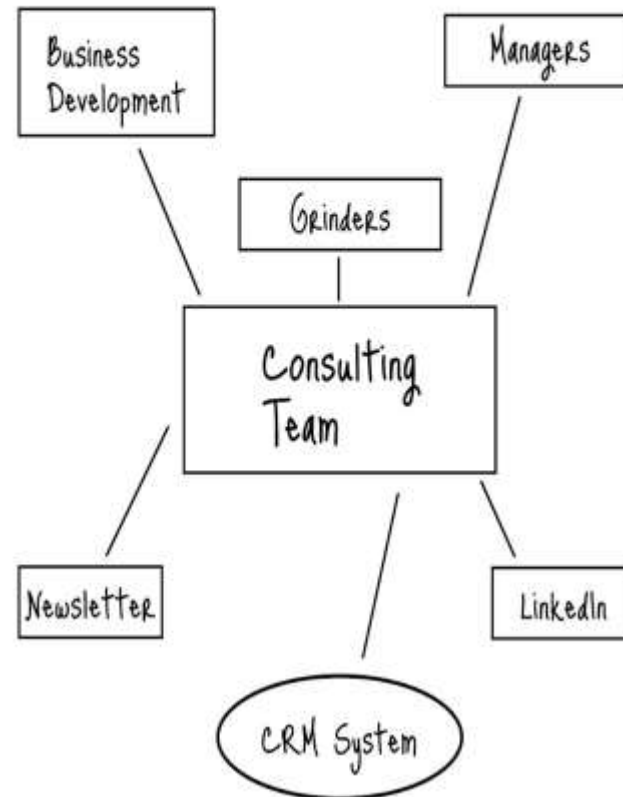 Business
Development
Managers
Grinders
Consulting
Team
Newsletter
LinkedIn
CRM System